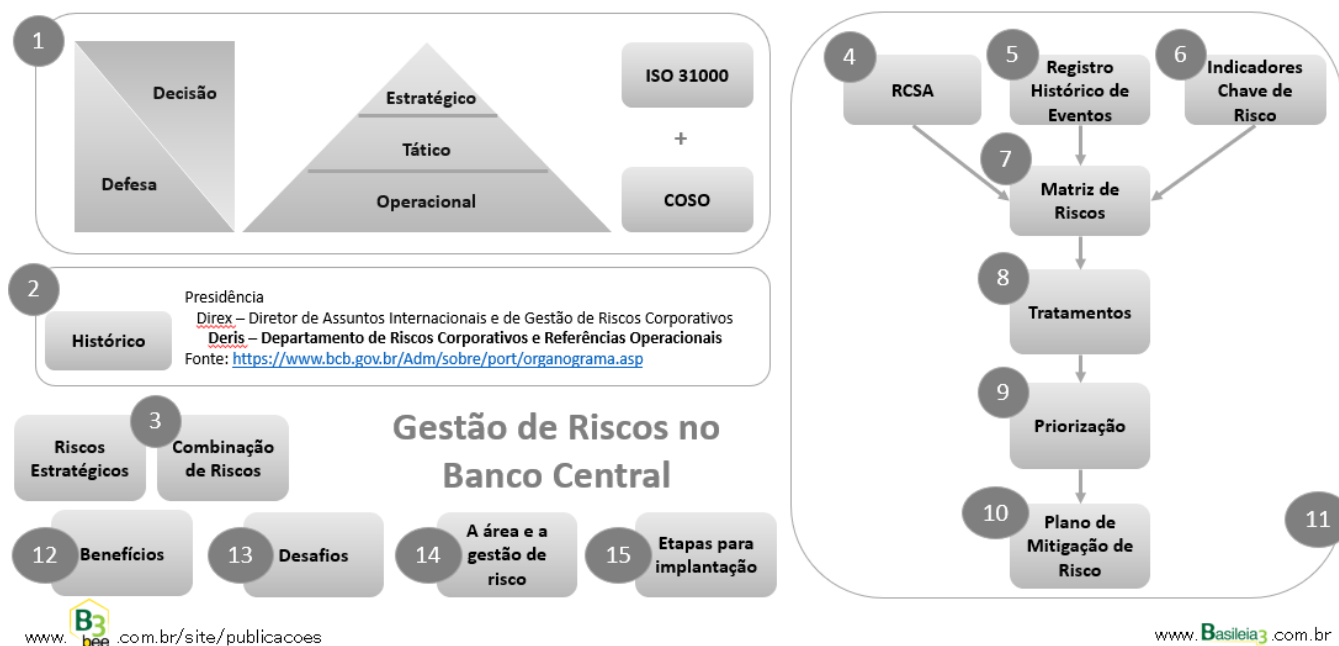 1
Decisão
Defesa
Estratégico
Tático
Operacional
ISO 31000
+
COSO
2
Histórico
Presidência
Direx – Diretor de Assuntos Internacionais e de Gestão de Riscos Corporativos
Deris – Departamento de Riscos Corporativos e Referências Operacionais
Fonte: https://www.bcb.gov.br/Adm/sobre/port/organograma.asp
3
Riscos
Estratégicos
Combinação
de Riscos
Gestão de Riscos no
Banco Central
12
Benefícios
13
Desafios
14
A área e a
gestão de
risco
15
Etapas para
implantação
4
RCSA
5
Registro
Histórico de
Eventos
6
Indicadores
Chave de
Risco
7
Matriz de
Riscos
8
Tratamentos
9
Priorização
10
Plano de
Mitigação de
Risco
11
www. B3 bee .com.br/site/publicacoes
www. Basileia3 .com.br